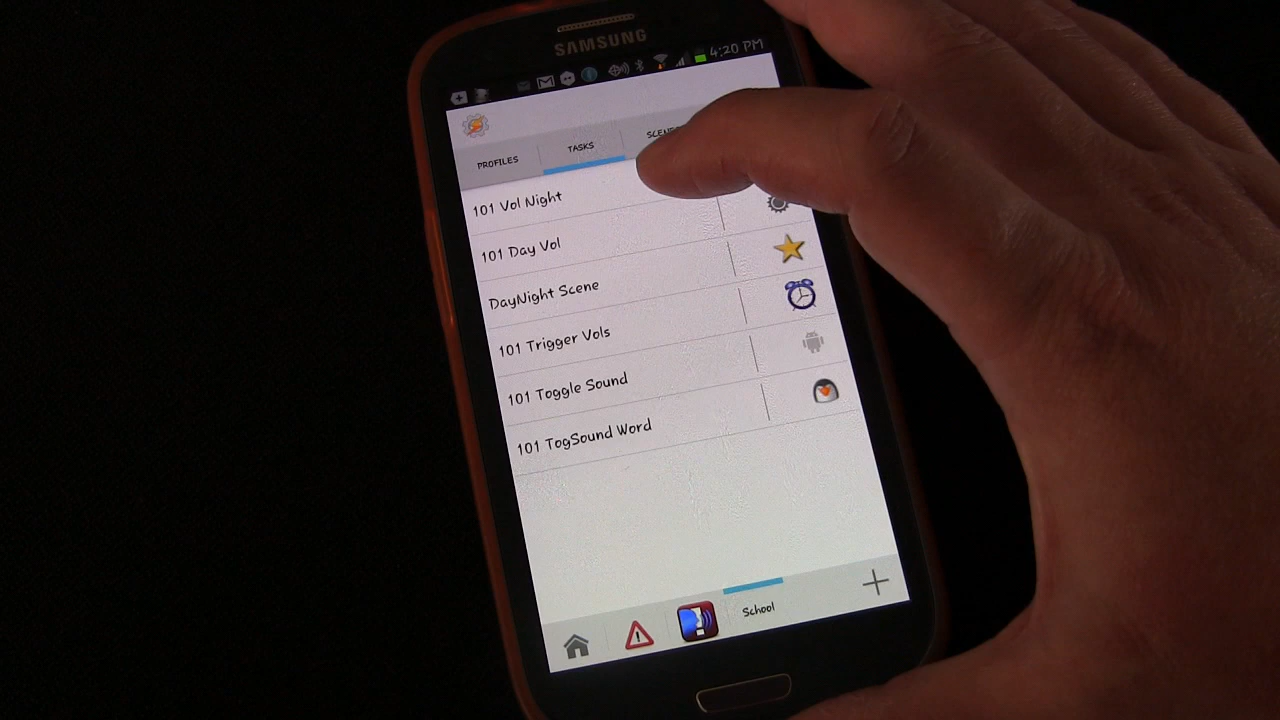 SAMSUNG
4:20 PM
PROFILES
TASKS
101 Vol Night
101 Day Vol
DayNight Scene
101 Trigger Vols
101 Toggle Sound
101 TogSound Word
School